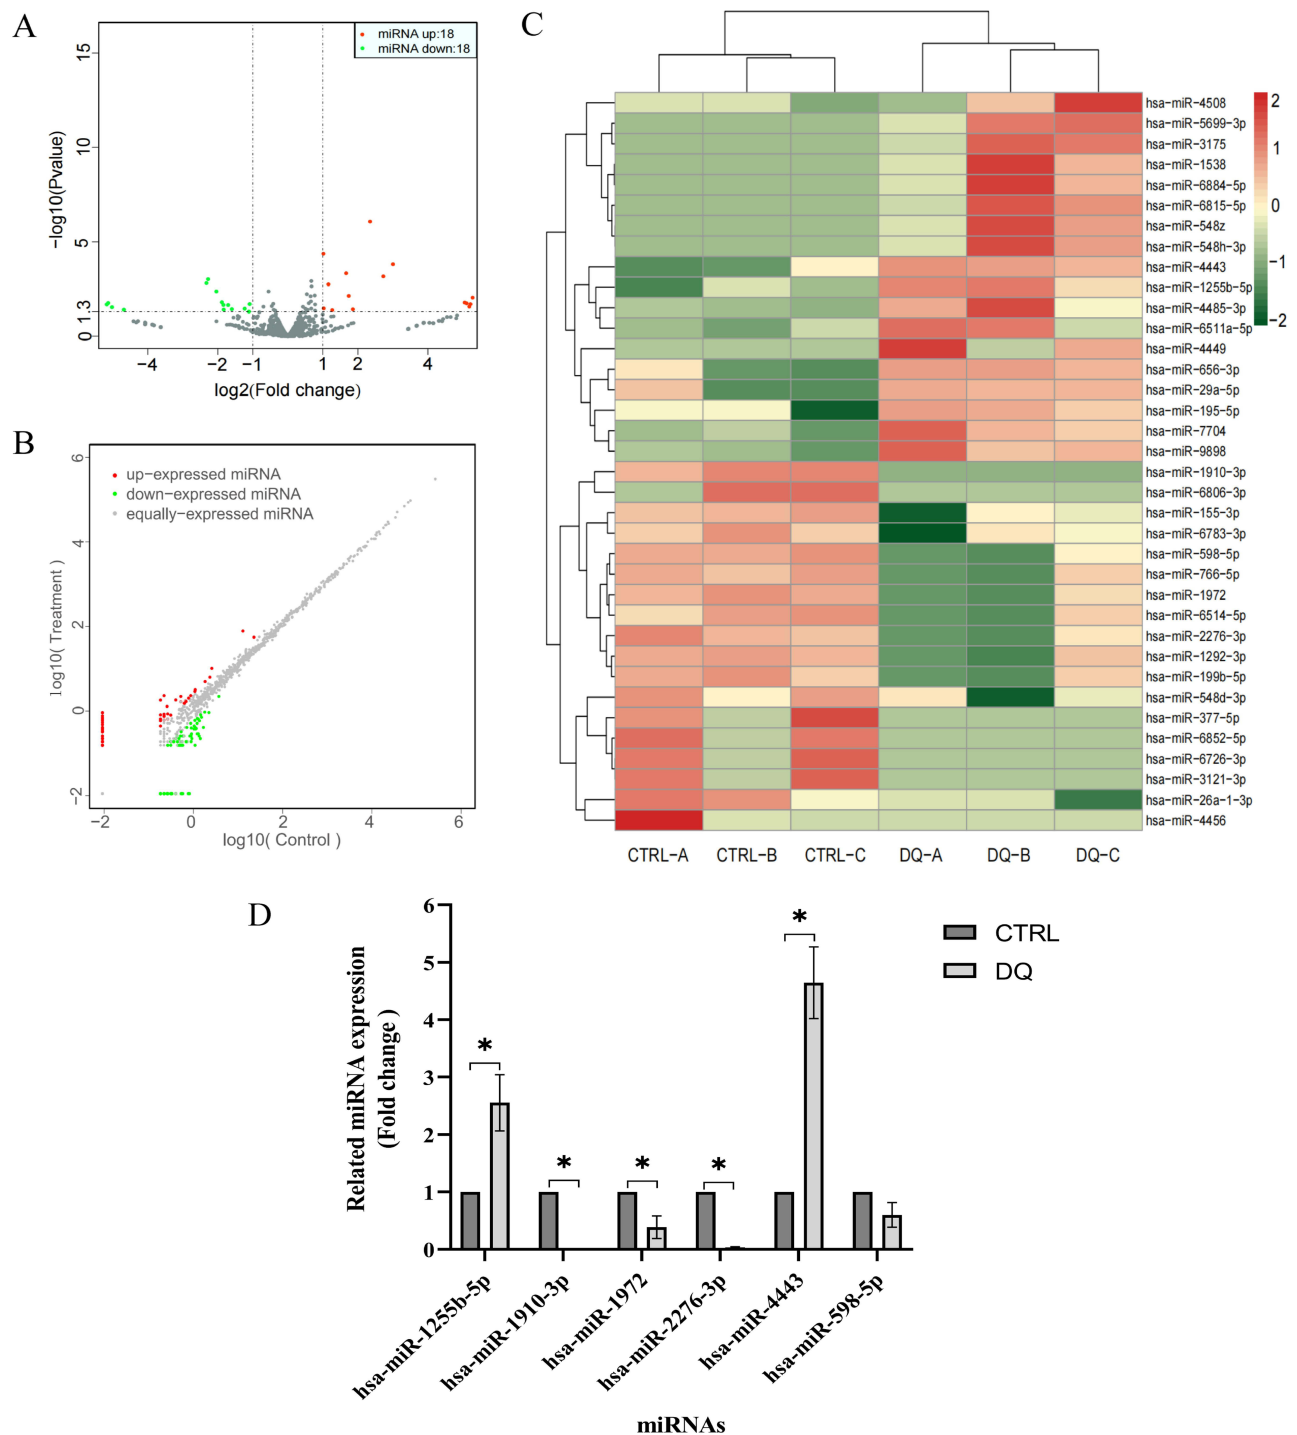 A
miRNA up:18
miRNA down:18
15
10
5
1.3
0
−log10(Pvalue)
−4
−2
−1
1
2
4
log2(Fold change)
B
up−expressed miRNA
down−expressed miRNA
equally−expressed miRNA
6
4
2
0
−2
log10( Treatment )
−2
0
2
4
6
log10( Control )
C
hsa−miR−4508
hsa−miR−5699−3p
hsa−miR−3175
hsa−miR−1538
hsa−miR−6884−5p
hsa−miR−6815−5p
hsa−miR−548z
hsa−miR−548h−3p
hsa−miR−4443
hsa−miR−1255b−5p
hsa−miR−4485−3p
hsa−miR−6511a−5p
hsa−miR−4449
hsa−miR−656−3p
hsa−miR−29a−5p
hsa−miR−195−5p
hsa−miR−7704
hsa−miR−9898
hsa−miR−1910−3p
hsa−miR−6806−3p
hsa−miR−155−3p
hsa−miR−6783−3p
hsa−miR−598−5p
hsa−miR−766−5p
hsa−miR−1972
hsa−miR−6514−5p
hsa−miR−2276−3p
hsa−miR−1292−3p
hsa−miR−199b−5p
hsa−miR−548d−3p
hsa−miR−377−5p
hsa−miR−6852−5p
hsa−miR−6726−3p
hsa−miR−3121−3p
hsa−miR−26a−1−3p
hsa−miR−4456
2
1
0
−1
−2
CTRL−A
CTRL−B
CTRL−C
DQ−A
DQ−B
DQ−C
D
Related miRNA expression
(Fold change )
6
5
4
3
2
1
0
*
*
*
*
*
CTRL
DQ
hsa-miR-1255b-5p
hsa-miR-1910-3p
hsa-miR-1972
hsa-miR-2276-3p
hsa-miR-4443
hsa-miR-598-5p
miRNAs